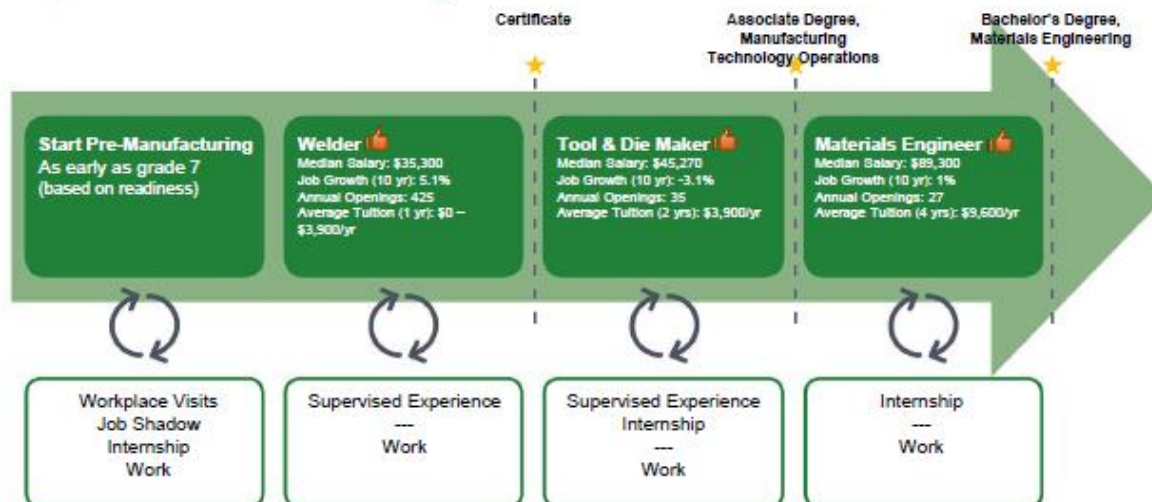 Certificate
Associate Degree,
Manufacturing
Technology Operations
Bachelor's Degree,
Materials Engineering
Start Pre-Manufacturing
As early as grade 7
(based on readiness)
Welder
Median Salary: $35,300
Job Growth (10 yr): 5.1%
Annual Openings: 425
Average Tuition (1 yr): $0 –
$3,900/yr
Tool & Die Maker
Median Salary: $45,270
Job Growth (10 yr): -3.1%
Annual Openings: 35
Average Tuition (2 yrs): $3,900/yr
Materials Engineer
Median Salary: $89,300
Job Growth (10 yr): 1%
Annual Openings: 27
Average Tuition (4 yrs): $9,600/yr
Workplace Visits
Job Shadow
Internship
Work
Supervised Experience
---
Work
Supervised Experience
Internship
---
Work
Internship
---
Work